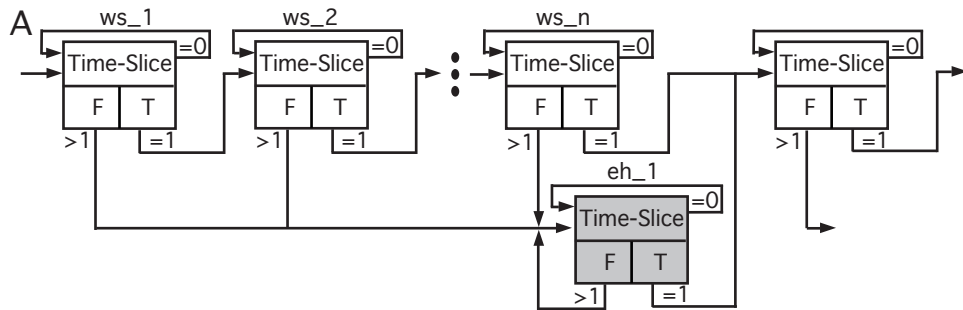 A
ws_1
ws_2
ws_n
=0
=0
=0
=0
Time-Slice
Time-Slice
Time-Slice
Time-Slice
F T
F T
F T
F T
>1 =1
>1 =1
>1 =1
>1 =1
eh_1
=0
Time-Slice
F T
>1 =1